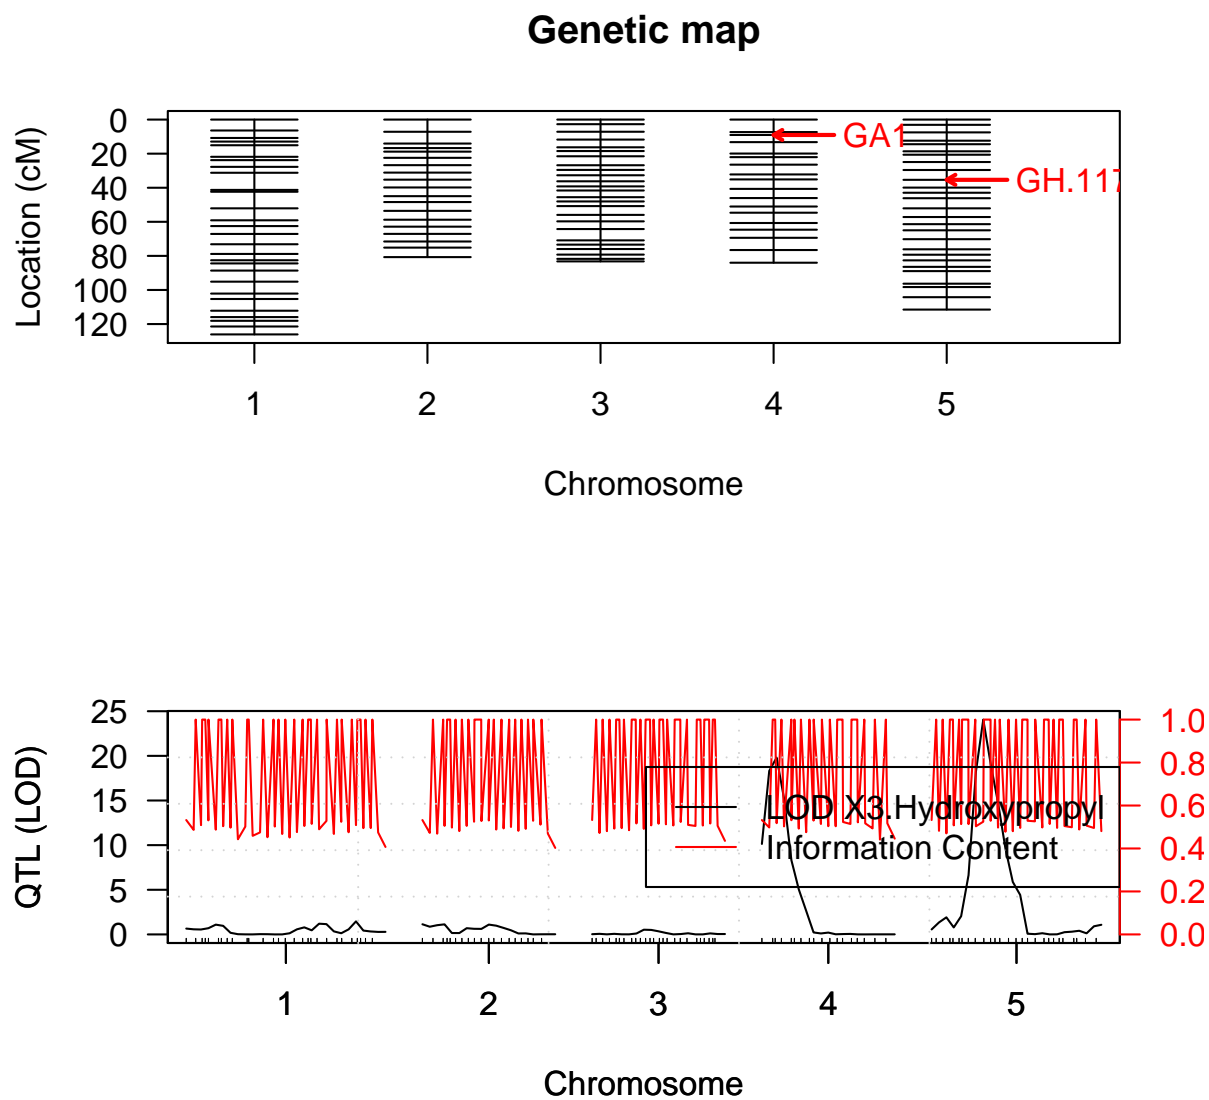 Genetic map
Location (cM)
0
20
40
60
80
100
120
GA1
GH.117
1 2 3 4 5
Chromosome
QTL (LOD)
25
20
15
10
5
0
1.0
0.8
0.6
0.4
0.2
0.0
LOD X3.Hydroxypropyl
Information Content
1 2 3 4 5
Chromosome